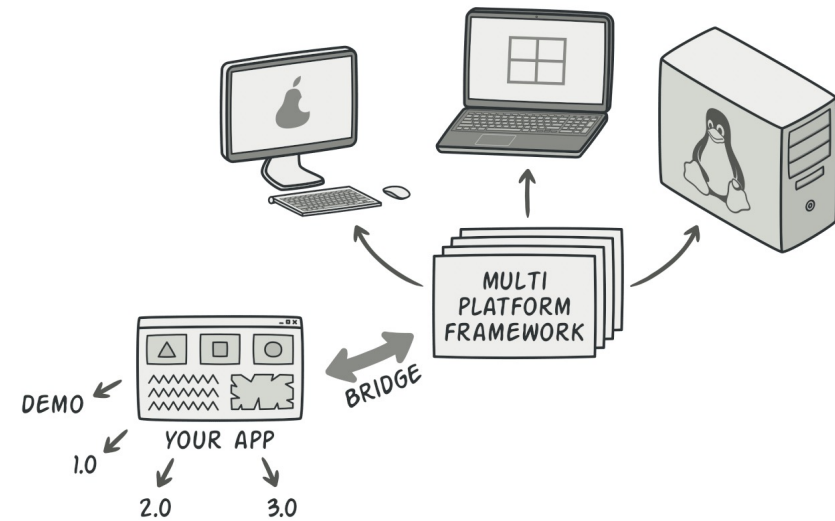 MULTI
PLATFORM
FRAMEWORK
BRIDGE
DEMO
YOUR APP
1.0
2.0
3.0